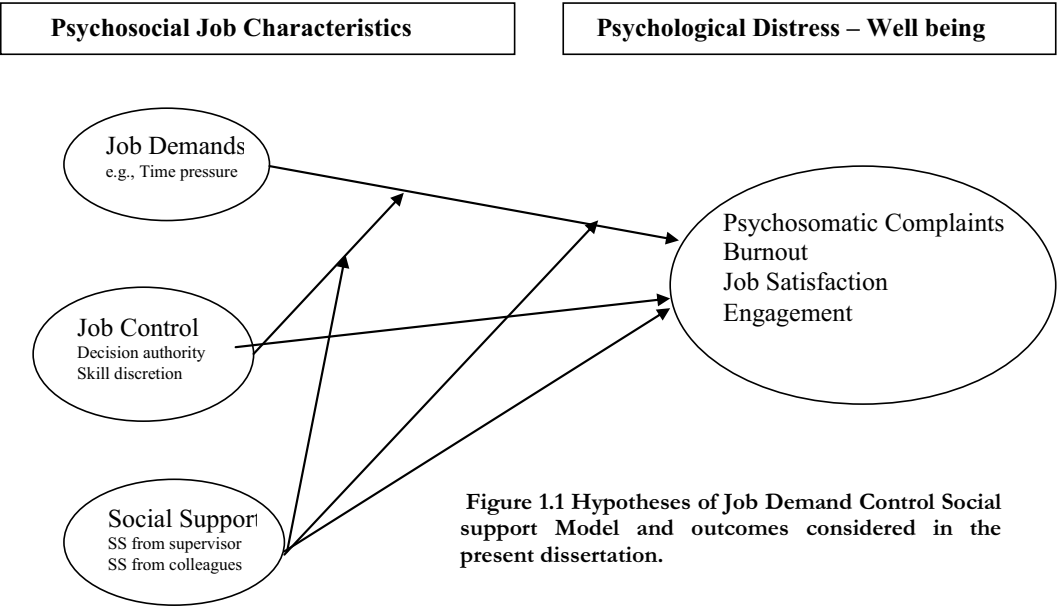 Psychosocial Job Characteristics
Psychological Distress – Well being
Job Demands
e.g., Time pressure
Psychosomatic Complaints
Burnout
Job Satisfaction
Engagement
Job Control
Decision authority
Skill discretion
Social Support
SS from supervisor
SS from colleagues
Figure 1.1 Hypotheses of Job Demand Control Social
support Model and outcomes considered in the
present dissertation.